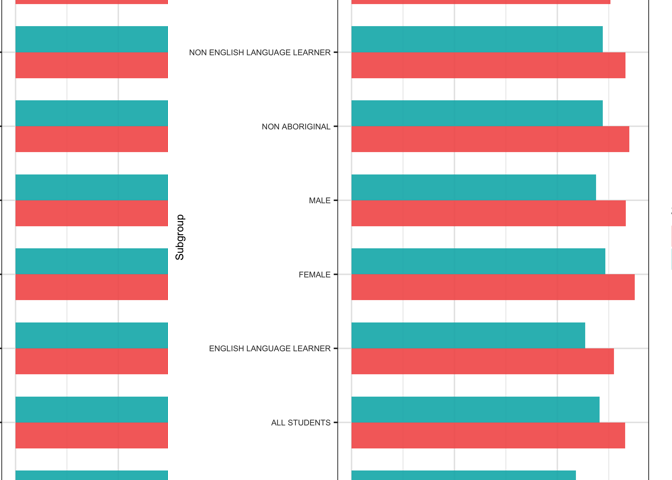 NON ENGLISH LANGUAGE LEARNER
NON ABORIGINAL
MALE
Subgroup
FEMALE
ENGLISH LANGUAGE LEARNER
ALL STUDENTS